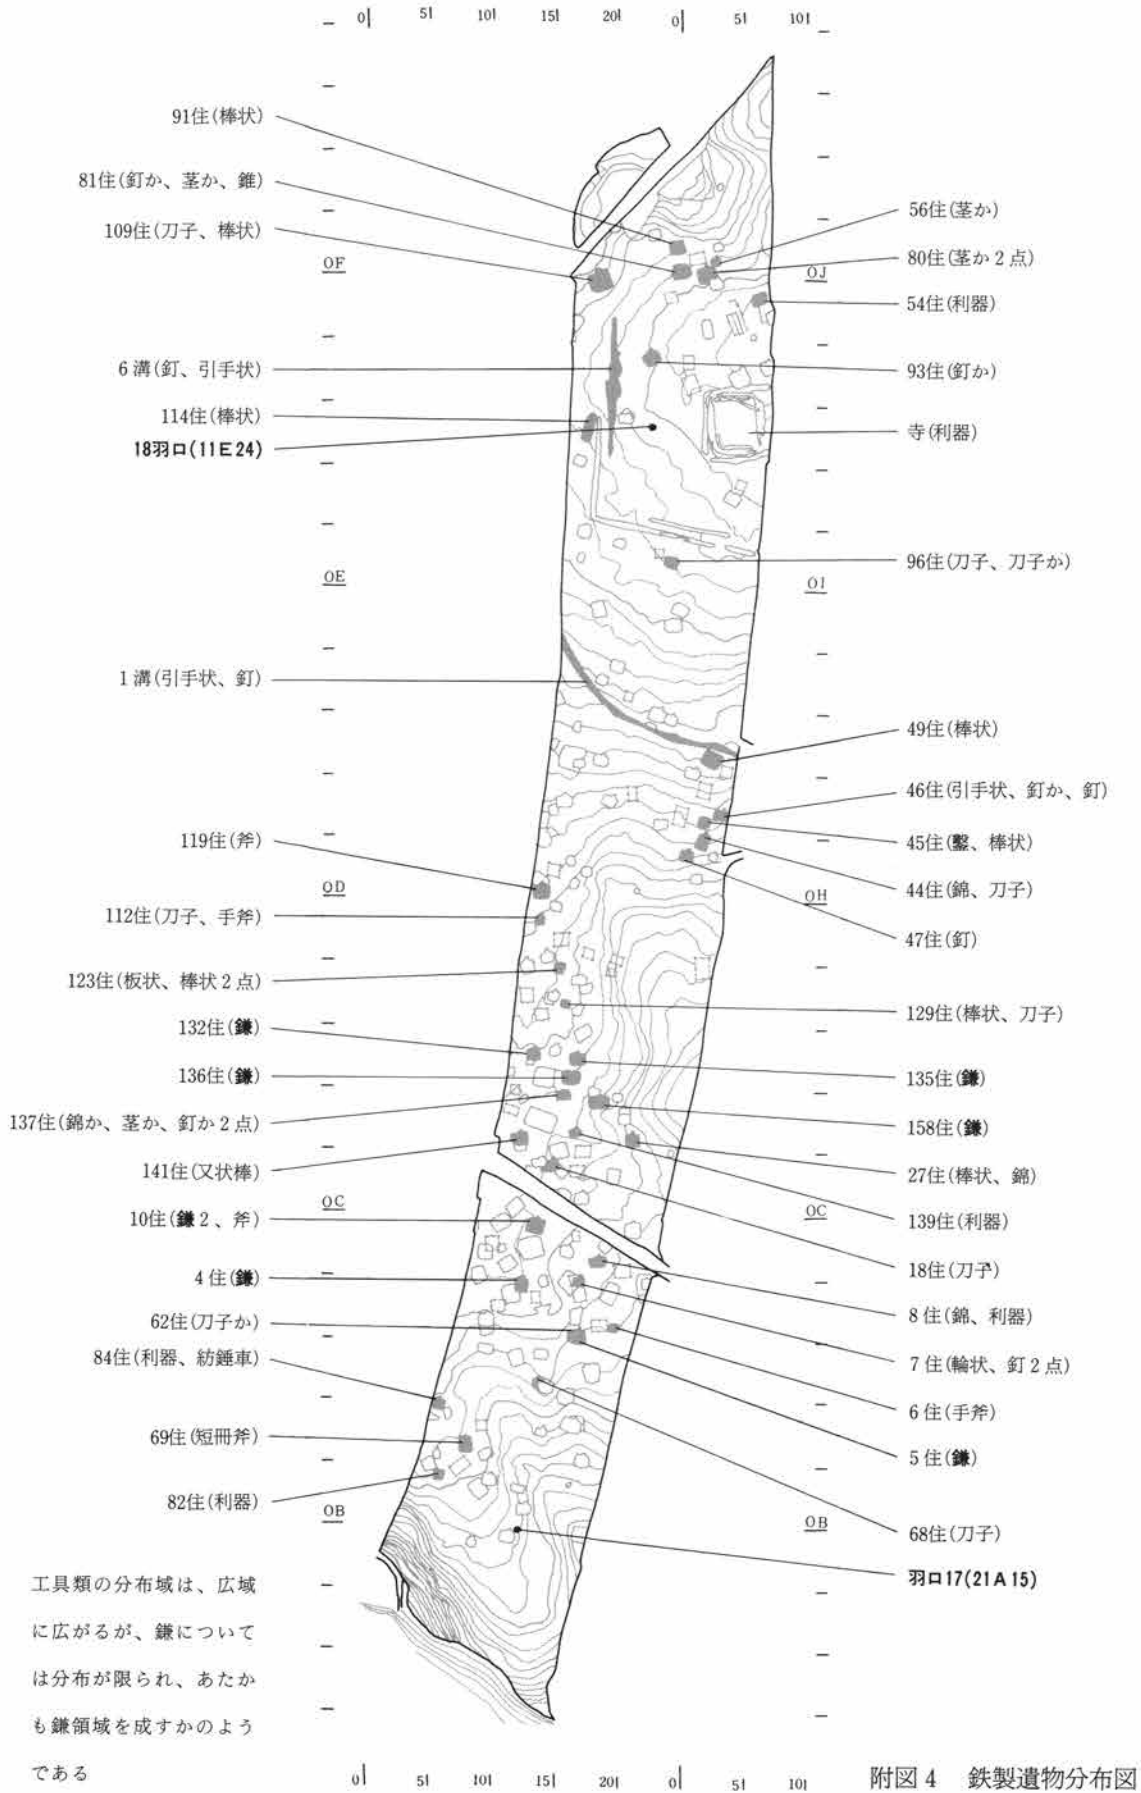 0 5 10 15 20 0 5 10
91住(棒状)
81住(釘か、茎か、錐)
109住(刀子、棒状)
OF
6溝(釘、引手状)
114住(棒状)
18羽口(11E24)
OE
1溝(引手状、釘)
119住(斧)
OD
112住(刀子、手斧)
123住(板状、棒状2点)
132住(鎌)
136住(鎌)
137住(錦か、茎か、釘か2点)
141住(又状棒)
OC
10住(鎌2、斧)
4住(鎌)
62住(刀子か)
84住(利器、紡錘車)
69住(短冊斧)
82住(利器)
OB
56住(茎か)
80住(茎か2点)
OJ
54住(利器)
93住(釘か)
寺(利器)
96住(刀子、刀子か)
OI
49住(棒状)
46住(引手状、釘か、釘)
45住(鑿、棒状)
44住(錦、刀子)
OH
47住(釘)
129住(棒状、刀子)
135住(鎌)
158住(鎌)
27住(棒状、錦)
OC
139住(利器)
18住(刀子)
8住(錦、利器)
7住(輪状、釘2点)
6住(手斧)
5住(鎌)
OB
68住(刀子)
羽口17(21A15)
工具類の分布域は、広域
に広がるが、鎌について
は分布が限られ、あたか
も鎌領域を成すかのよう
である
0 5 10 15 20 0 5 10
附図4 鉄製遺物分布図